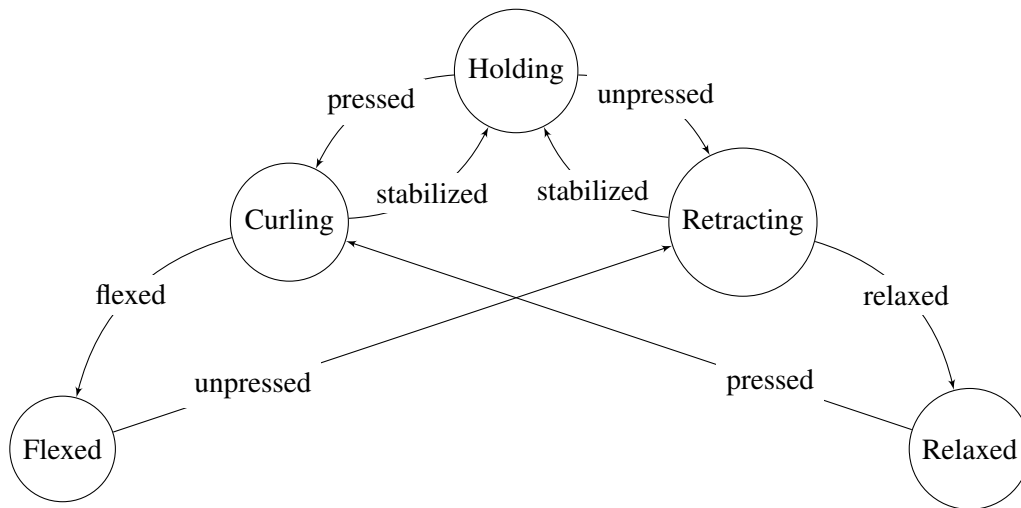 Holding
pressed
unpressed
stabilized
stabilized
Curling
Retracting
flexed
relaxed
unpressed
pressed
Flexed
Relaxed